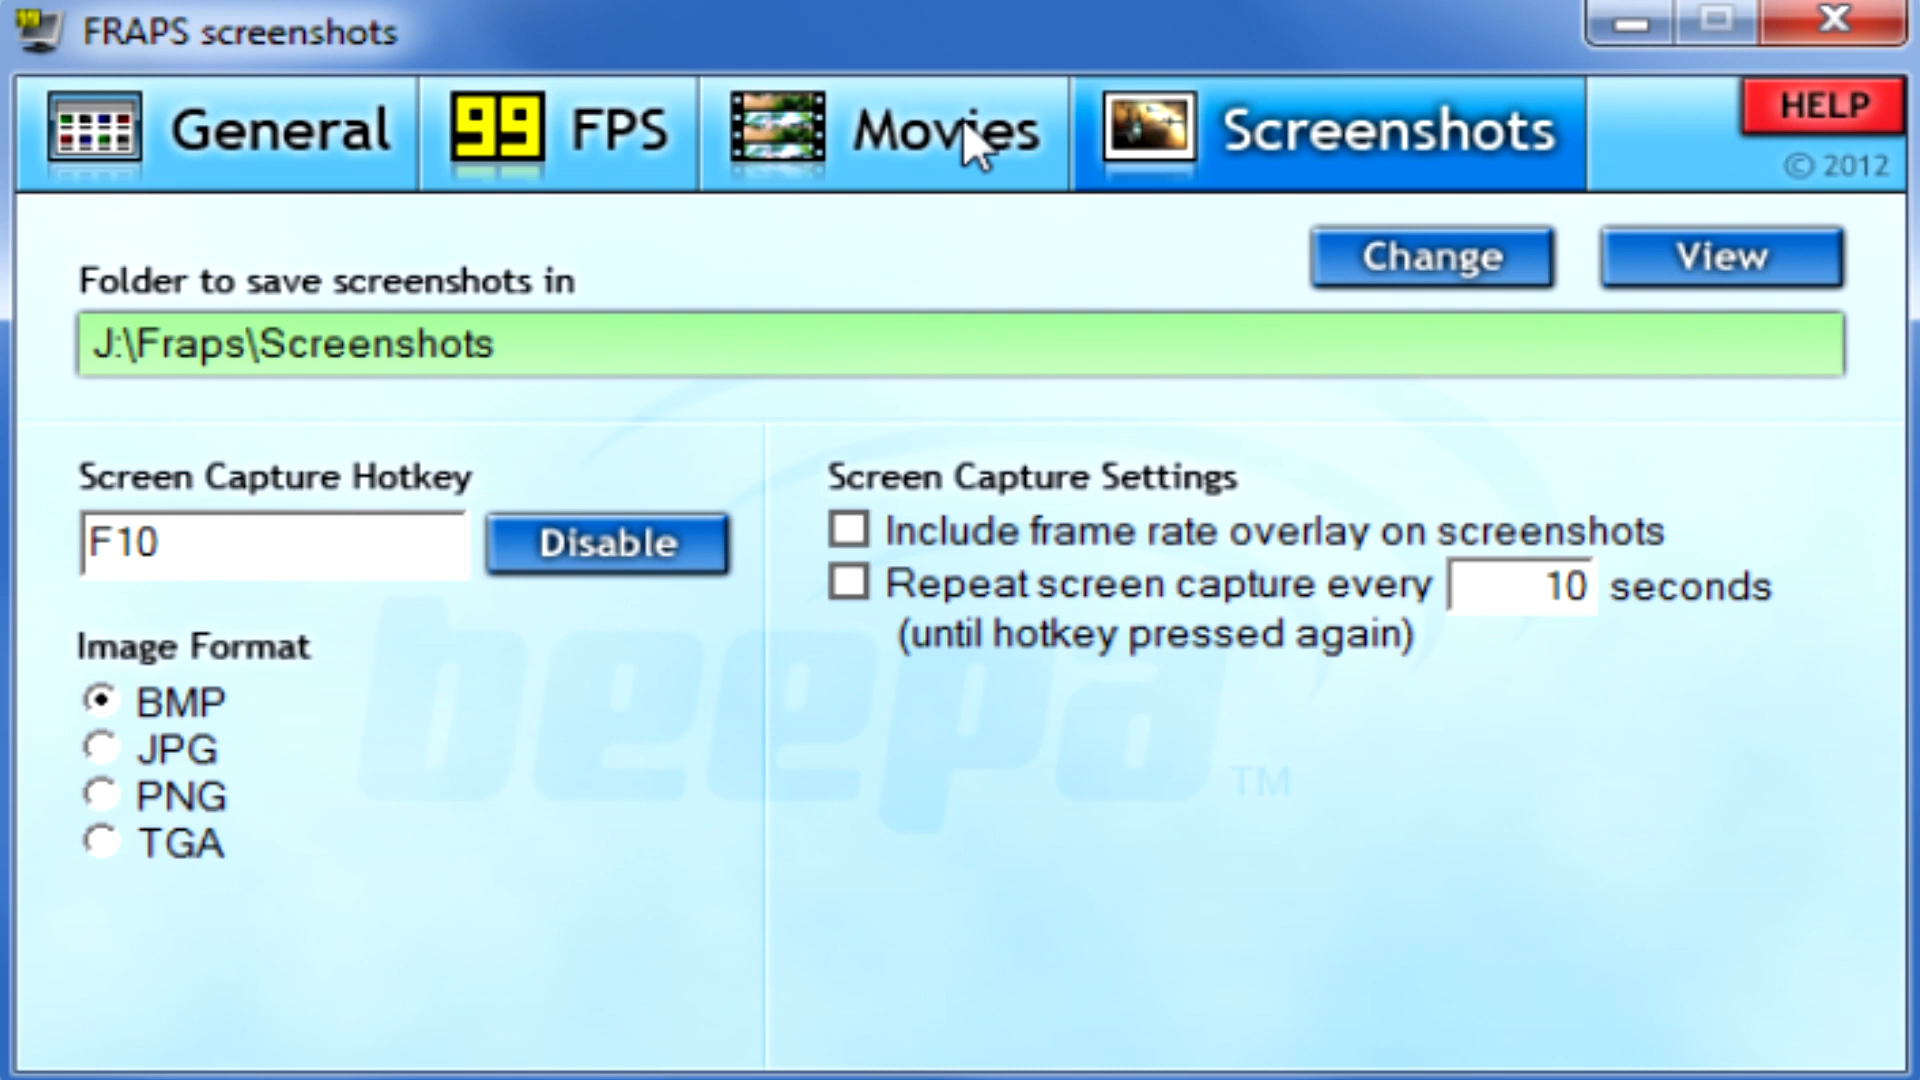 FRAPS screenshots
General
99 FPS
Movies
Screenshots
HELP
© 2012
Change
View
Folder to save screenshots in
J:\Fraps\Screenshots
Screen Capture Hotkey
F10
Disable
Image Format
BMP
JPG
PNG
TGA
Screen Capture Settings
Include frame rate overlay on screenshots
Repeat screen capture every 10 seconds
(until hotkey pressed again)
beepa TM